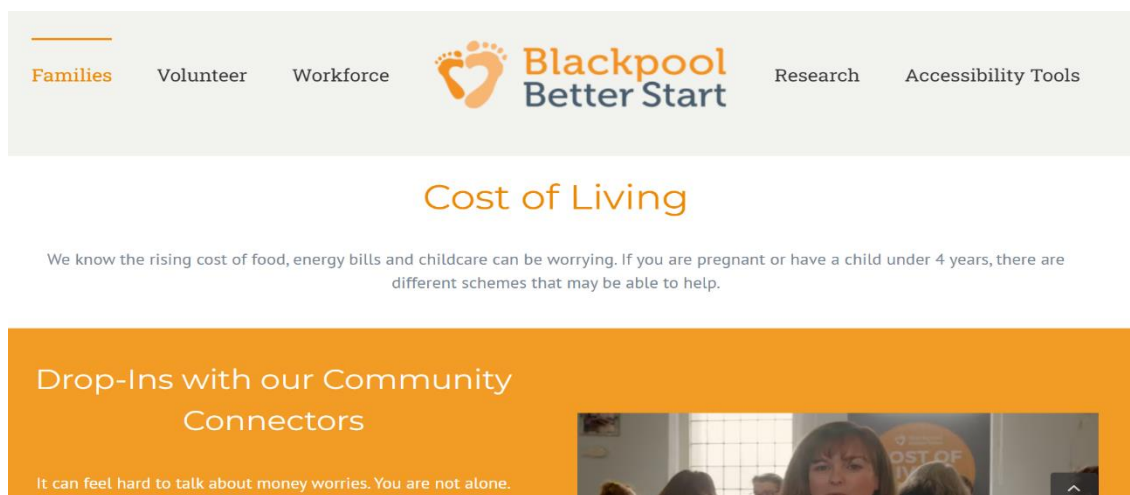 Families Volunteer Workforce Blackpool Better Start Research Accessibility Tools
Cost of Living
We know the rising cost of food, energy bills and childcare can be worrying. If you are pregnant or have a child under 4 years, there are
different schemes that may be able to help.
Drop-Ins with our Community
Connectors
It can feel hard to talk about money worries. You are not alone.
COST OF